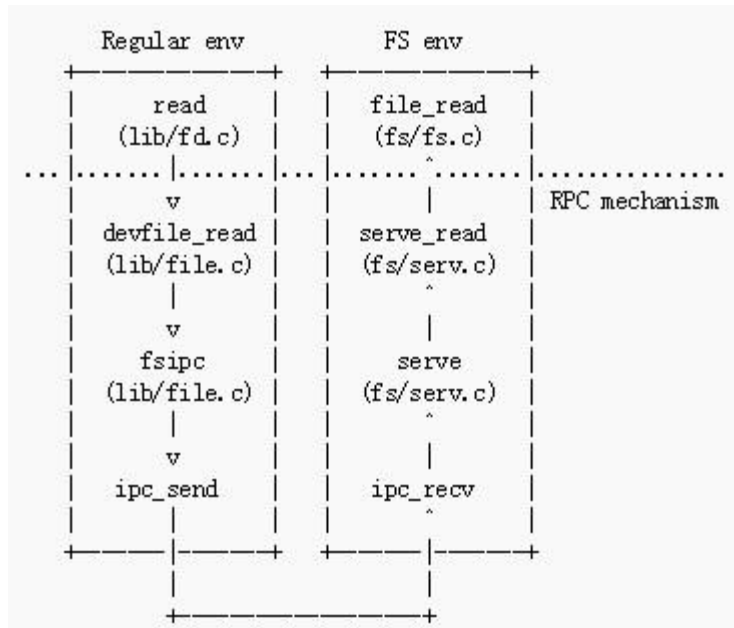 Regular env FS env
read file_read
(lib/fd.c) (fs/fs.c)
RPC mechanism
devfile_read serve_read
(lib/file.c) (fs/serv.c)
fsipc serve
(lib/file.c) (fs/serv.c)
ipc_send ipc_recv